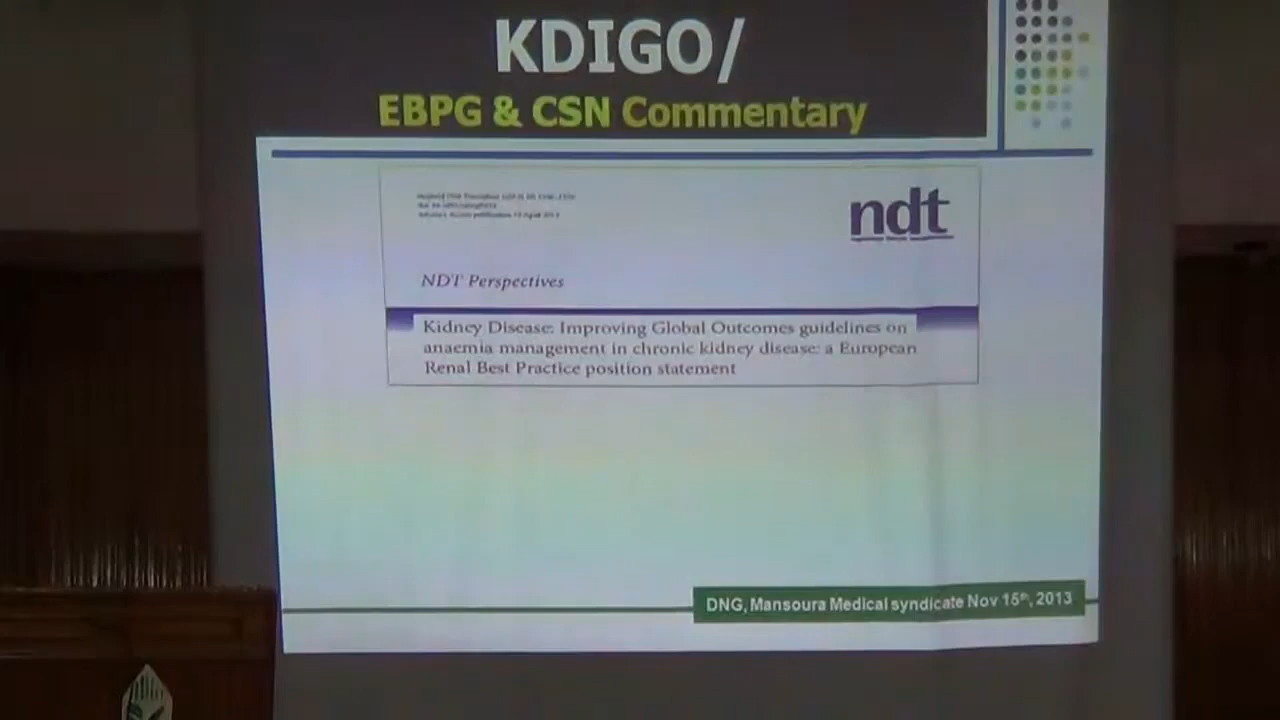 KDIGO/
EBPG & CSN Commentary
ndt
NDT Perspectives
Kidney Disease: Improving Global Outcomes guidelines on
anaemia management in chronic kidney disease: a European
Renal Best Practice position statement
DNG, Mansoura Medical syndicate Nov 15th, 2013